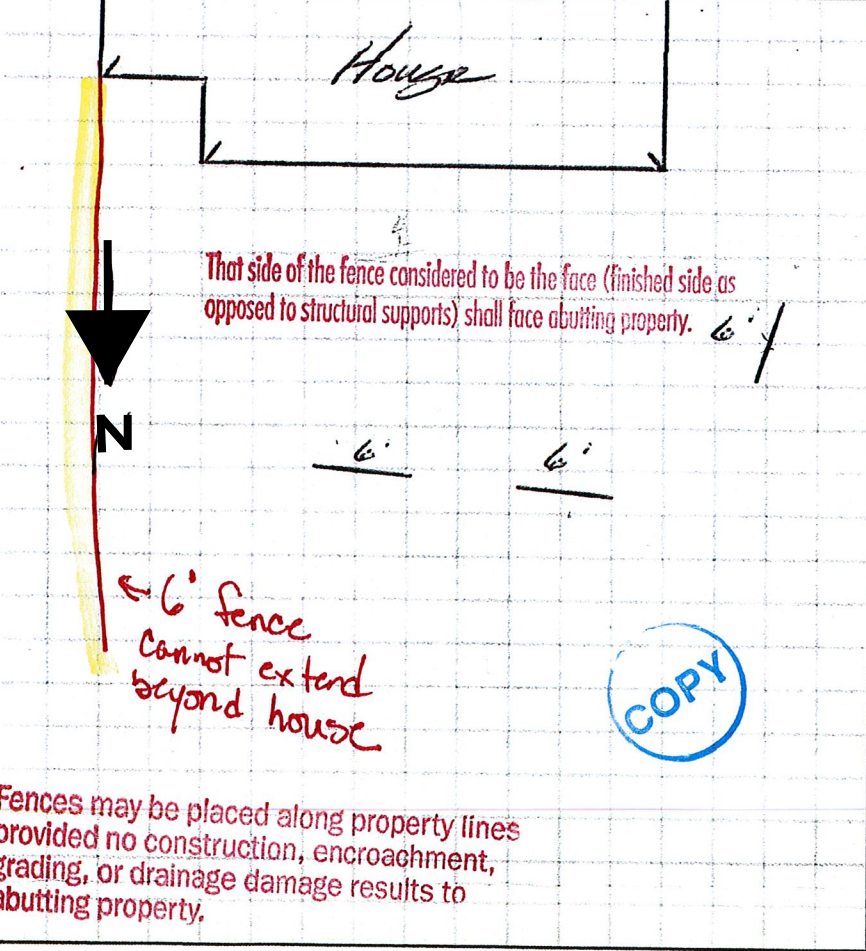 House
That side of the fence considered to be the face (finished side as
opposed to structural supports) shall face abutting property.
6'
N
6'
6'
← 6' fence
cannot extend
beyond house
COPY
Fences may be placed along property lines
provided no construction, encroachment,
grading, or drainage damage results to
abutting property.